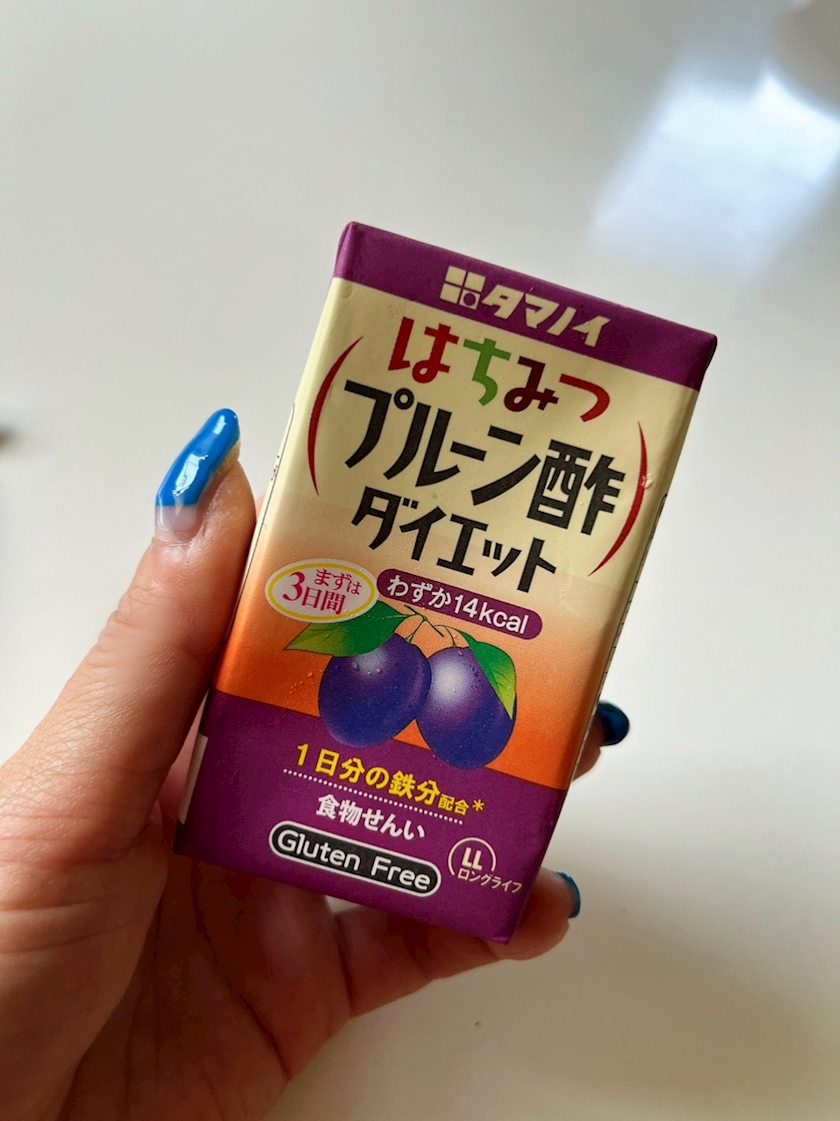 タマノイ
はちみつ
プルーン酢
ダイエット
まずは
3日間
わずか14kcal
1日分の鉄分配合*
食物せんい
Gluten Free
LL
ロングライフ